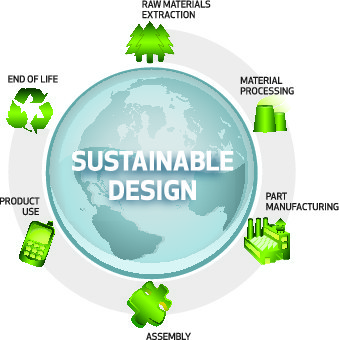 RAW MATERIALS
EXTRACTION
MATERIAL
PROCESSING
PART
MANUFACTURING
ASSEMBLY
PRODUCT
USE
END OF LIFE
SUSTAINABLE
DESIGN